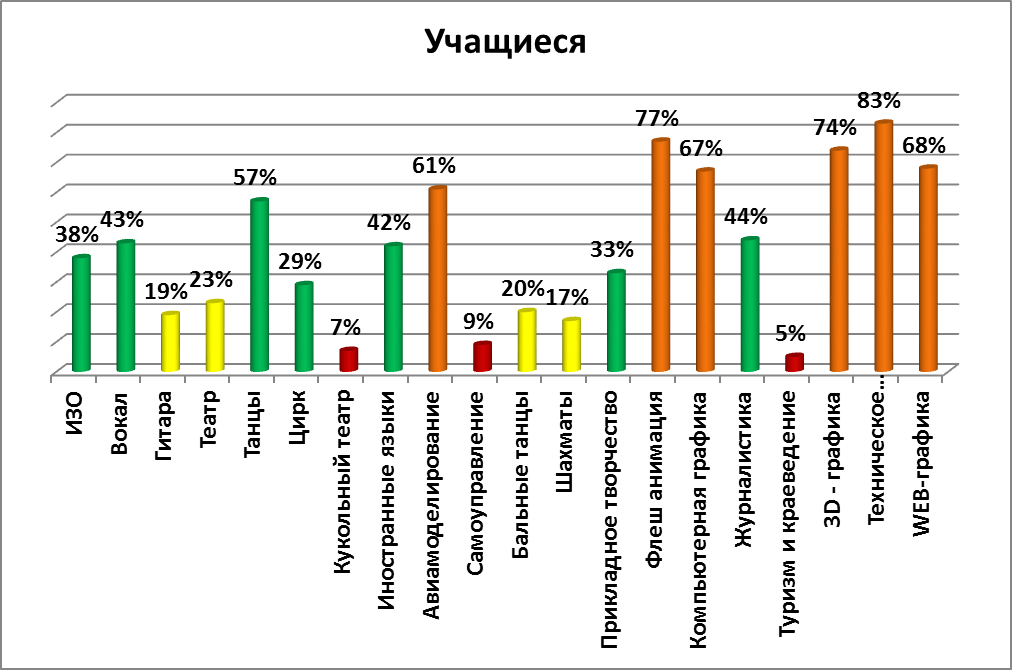 Учащиеся
38%
43%
19%
23%
57%
29%
7%
42%
61%
9%
20%
17%
33%
77%
67%
44%
5%
74%
83%
68%
ИЗО
Вокал
Гитара
Театр
Танцы
Цирк
Кукольный театр
Иностранные языки
Авиамоделирование
Самоуправление
Бальные танцы
Шахматы
Прикладное творчество
Флеш анимация
Компьютерная графика
Журналистика
Туризм и краеведение
3D - графика
Техническое...
WEB-графика